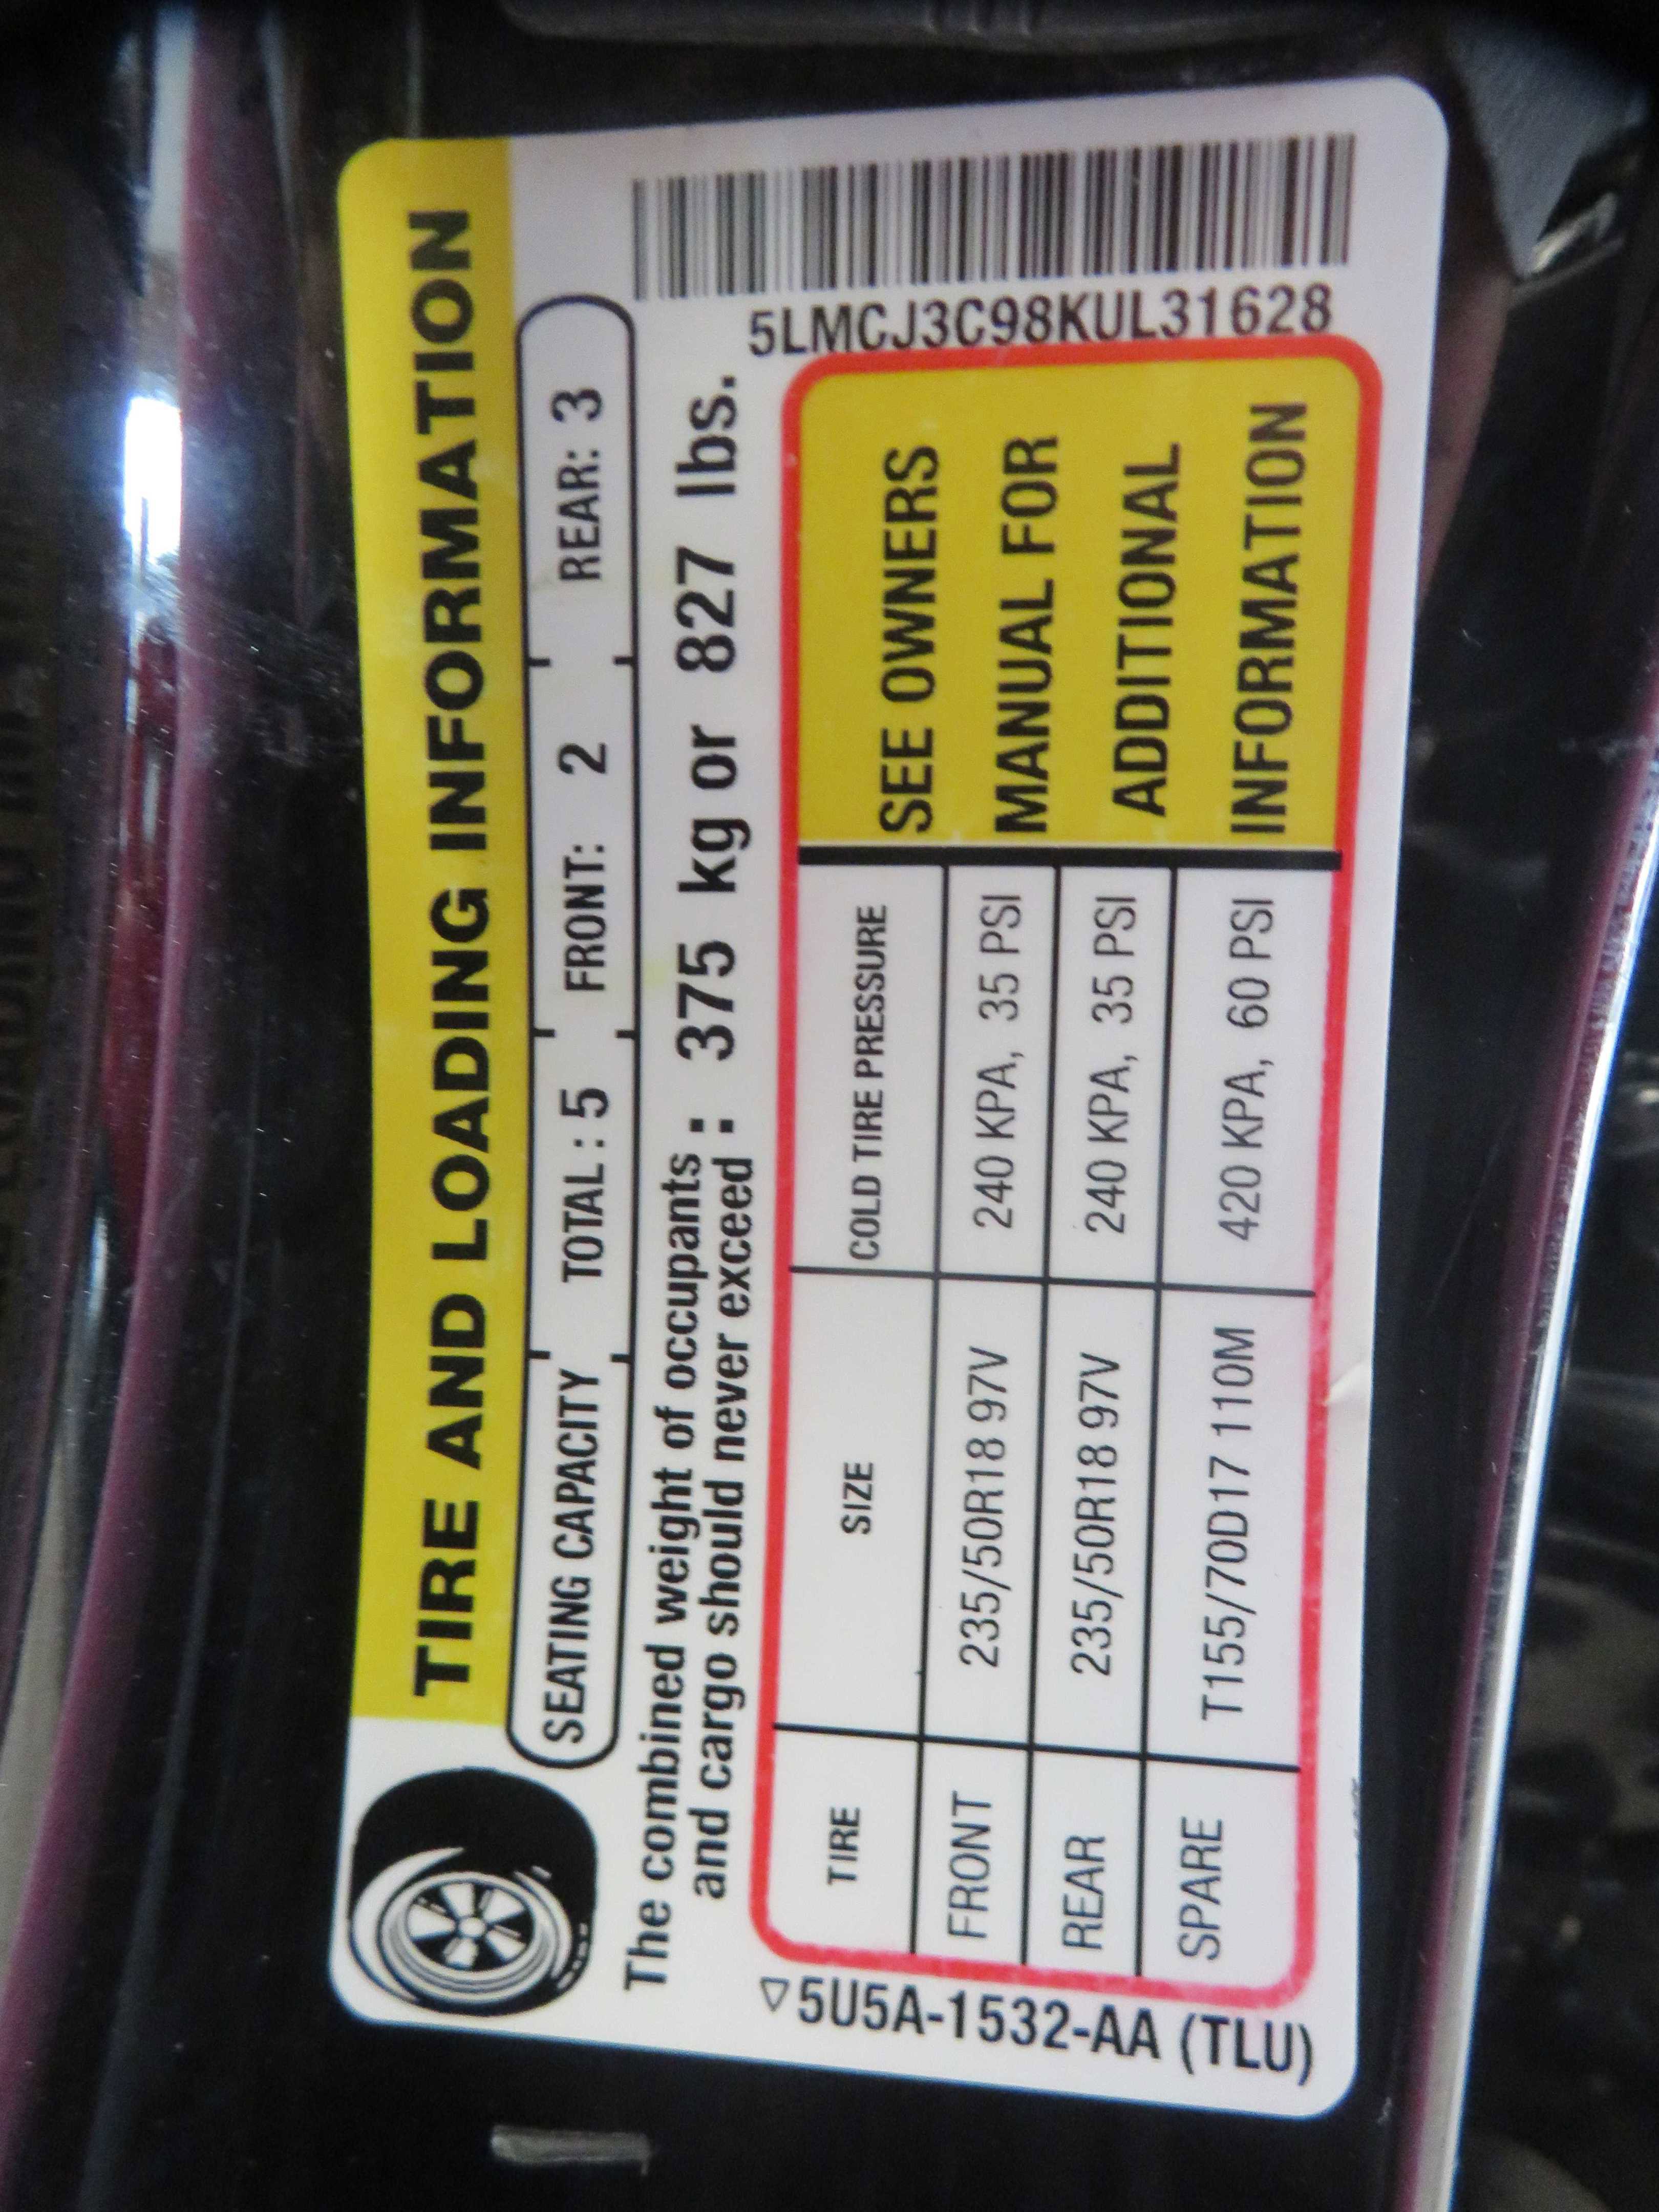 TIRE AND LOADING INFORMATION
SEATING CAPACITY TOTAL : 5 FRONT: 2 REAR: 3
The combined weight of occupants
and cargo should never exceed : 375 kg or 827 lbs.
5LMCJ3C98KUL31628
TIRE SIZE COLD TIRE PRESSURE
FRONT 235/50R18 97V 240 KPA, 35 PSI
REAR 235/50R18 97V 240 KPA, 35 PSI
SPARE T155/70D17 110M 420 KPA, 60 PSI
SEE OWNERS
MANUAL FOR
ADDITIONAL
INFORMATION
▽5U5A-1532-AA (TLU)